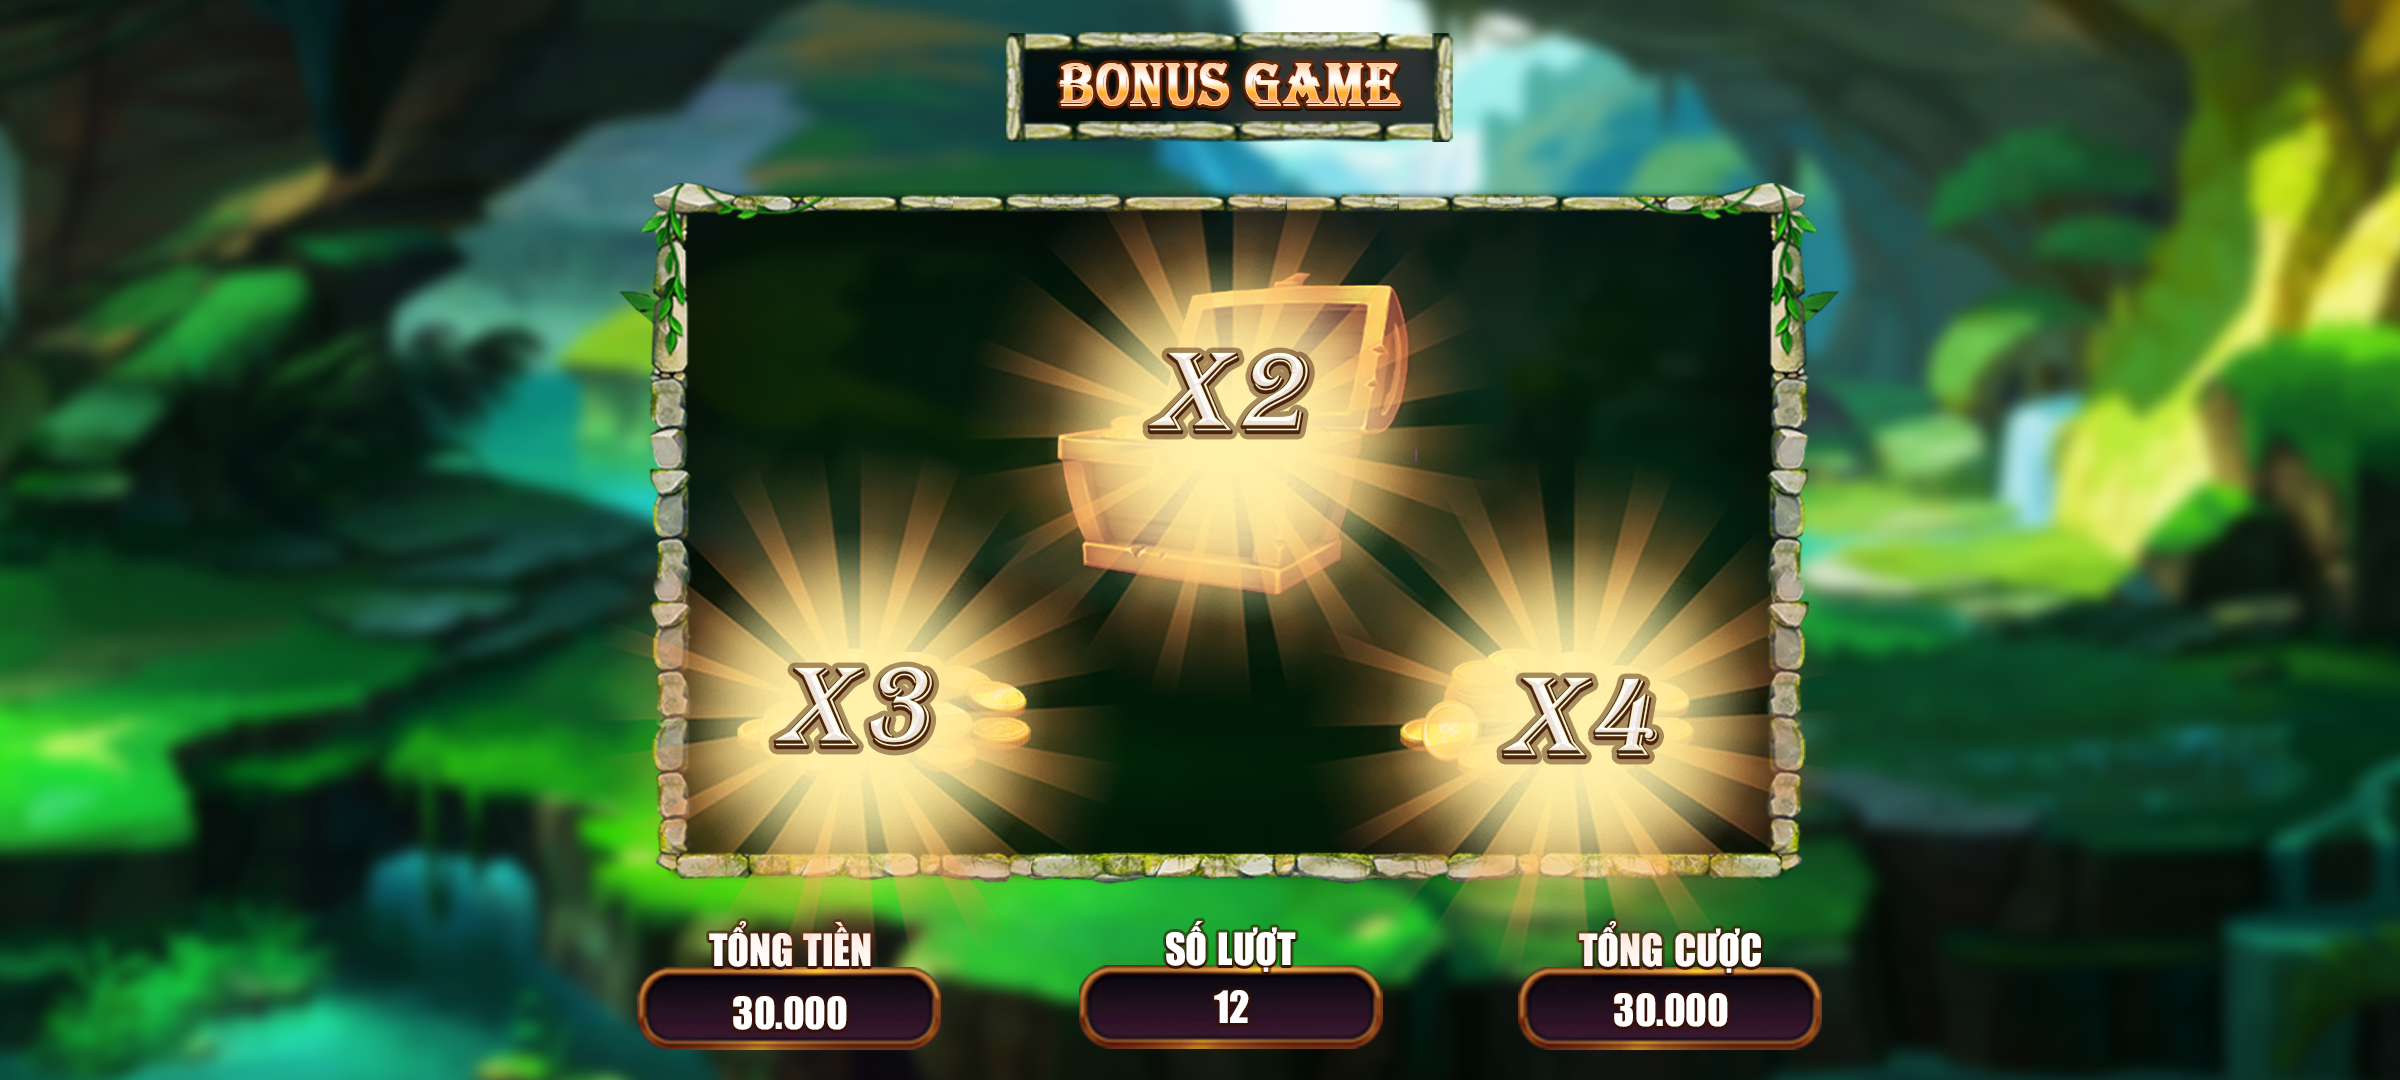 BONUS GAME
X2
X3
X4
TỔNG TIỀN
SỐ LƯỢT
TỔNG CƯỢC
30.000
12
30.000